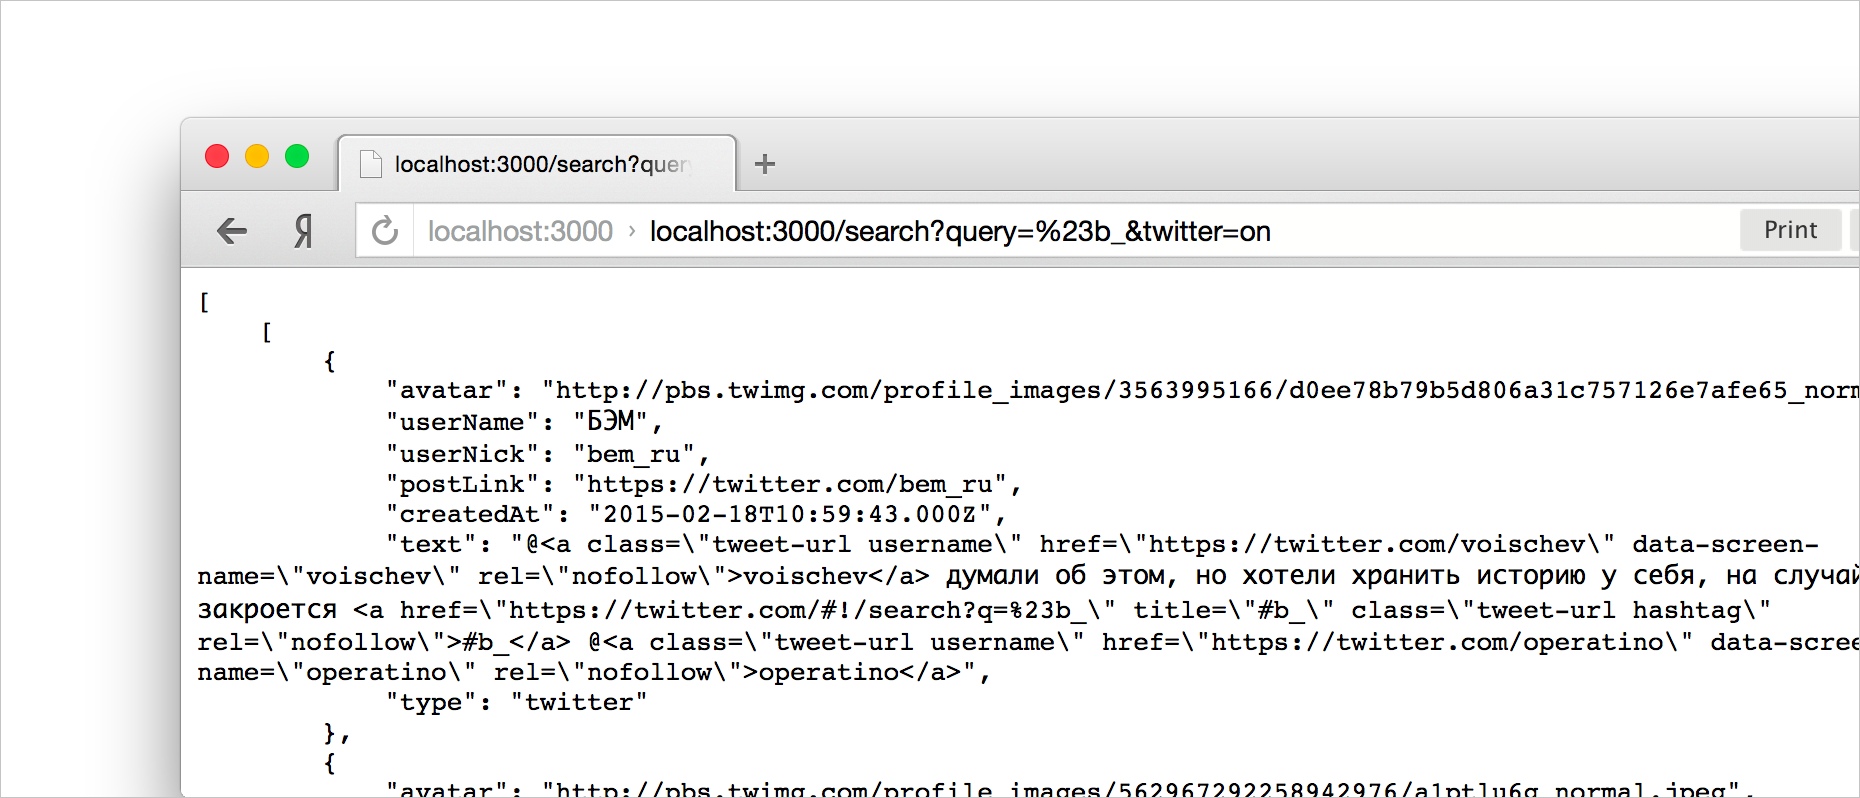 localhost:3000/search?quer
+
Я localhost:3000 › localhost:3000/search?query=%23b_&twitter=on Print
[
[
{
"avatar": "http://pbs.twimg.com/profile_images/3563995166/d0ee78b79b5d806a31c757126e7afe65_norm
"userName": "БЭМ",
"userNick": "bem_ru",
"postLink": "https://twitter.com/bem_ru",
"createdAt": "2015-02-18T10:59:43.000Z",
"text": "@<a class=\"tweet-url username\" href=\"https://twitter.com/voischev\" data-screen-
name=\"voischev\" rel=\"nofollow\">voischev</a> думали об этом, но хотели хранить историю у себя, на случай
закроется <a href=\"https://twitter.com/#!/search?q=%23b_\" title=\"#b_\" class=\"tweet-url hashtag\"
rel=\"nofollow\">#b_</a> @<a class=\"tweet-url username\" href=\"https://twitter.com/operatino\" data-scree
name=\"operatino\" rel=\"nofollow\">operatino</a>",
"type": "twitter"
},
{
"avatar": "http://pbs.twimg.com/profile_images/562967292258942976/a1ptlu6g_normal.jpeg",